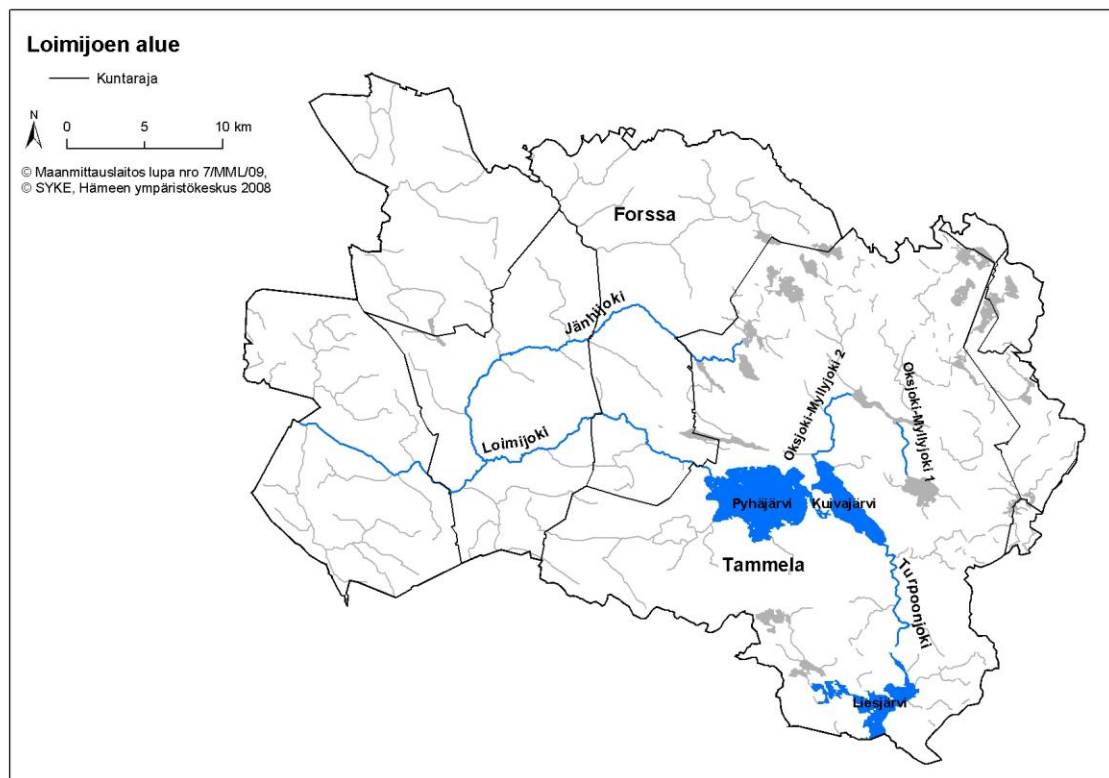 Loimijoen alue
Kuntaraja
N
0 5 10 km
© Maanmittauslaitos lupa nro 7/MML/09,
© SYKE, Hämeen ympäristökeskus 2008
Forssa
Jänhijoki
Oksjoki-Myllyjoki 2
Oksjoki-Myllyjoki 1
Loimijoki
Pyhäjärvi
Kuivajärvi
Tammela
Turpoonjoki
Liesjärvi